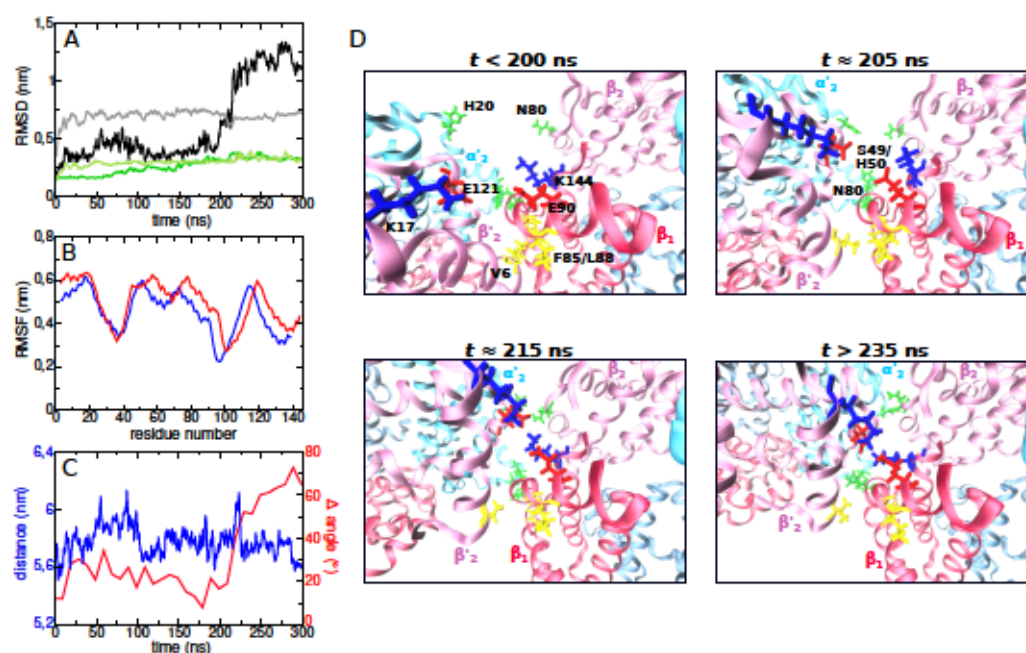 A
RMSD (nm)
1,5
1
0,5
0
0 50 100 150 200 250 300
time (ns)
B
RMSF (nm)
0,8
0,6
0,4
0,2
0
0 20 40 60 80 100 120 140
residue number
C
distance (nm)
6,4
6
5,6
5,2
80
60
40
20
0
Δ angle (°)
0 50 100 150 200 250 300
time (ns)
D
t < 200 ns
α'₂
β₂
H20
N80
α'₂
E121
K144
K17
E90
β'₂
β₁
V6
F85/L88
t ≈ 205 ns
α'₂
β₂
S49/
H50
N80
β'₂
β₁
t ≈ 215 ns
α'₂
β₂
β'₂
β₁
t > 235 ns
α'₂
β₂
β'₂
β₁